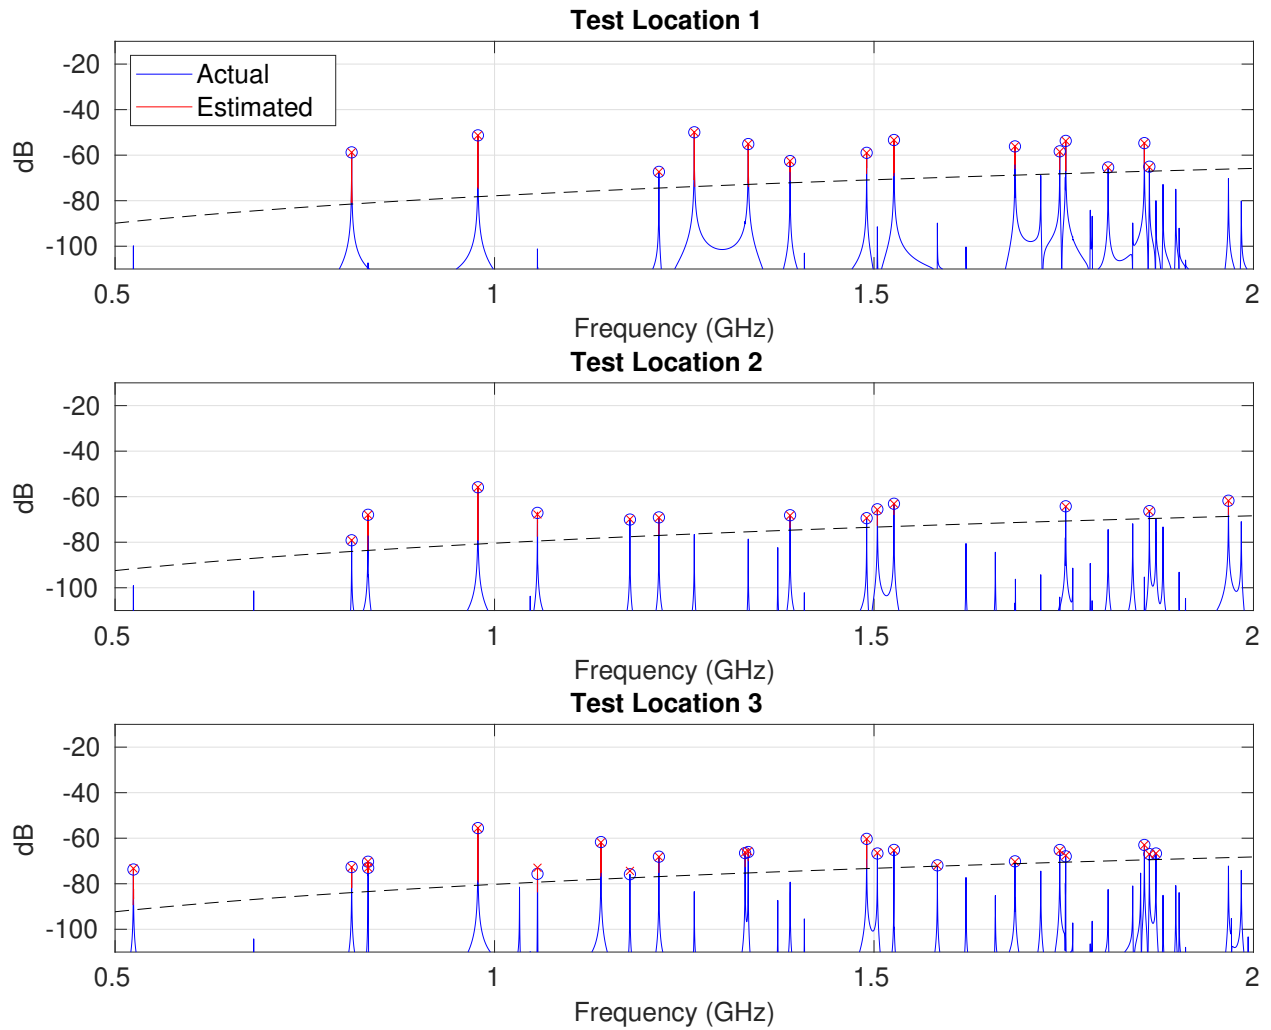 Test Location 1
Actual
Estimated
-20
-40
-60
-80
-100
dB
0.5 1 1.5 2
Frequency (GHz)
Test Location 2
-20
-40
-60
-80
-100
dB
0.5 1 1.5 2
Frequency (GHz)
Test Location 3
-20
-40
-60
-80
-100
dB
0.5 1 1.5 2
Frequency (GHz)